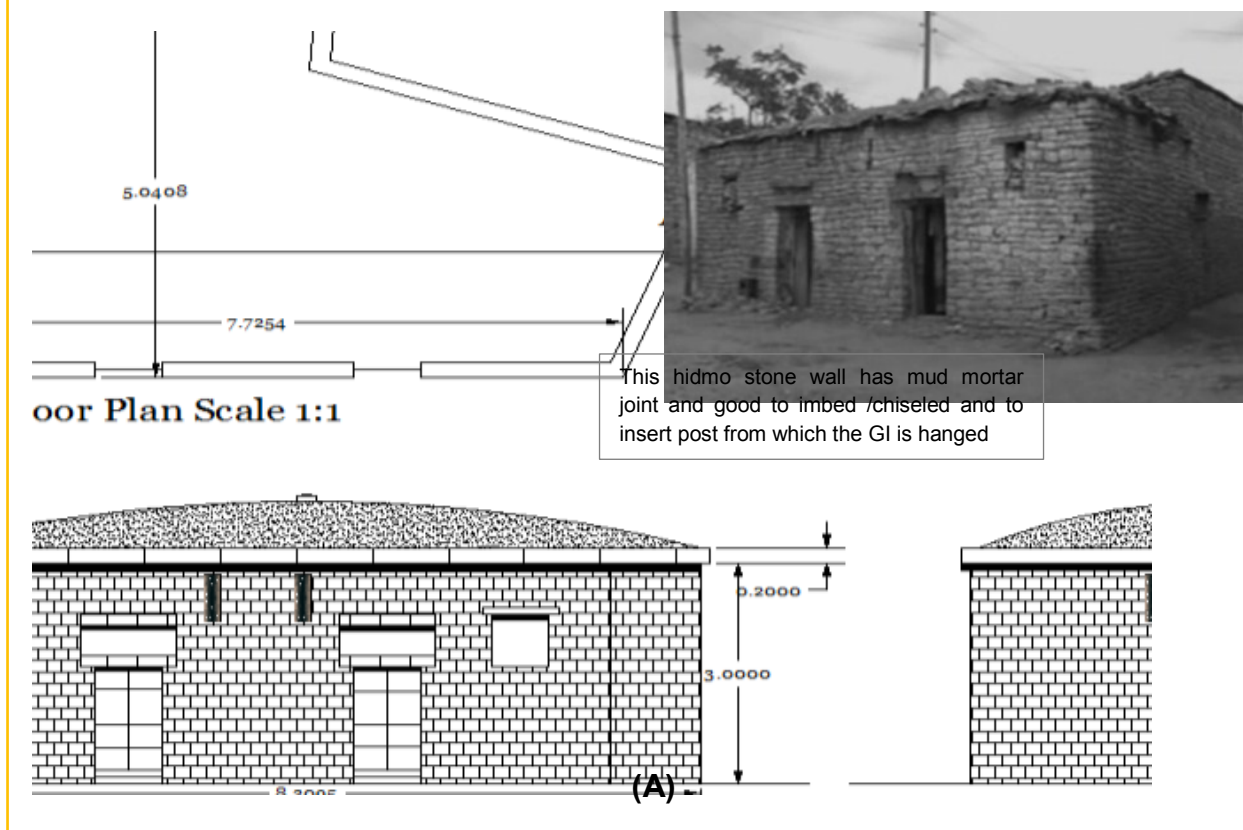 5.0408
7.7254
oor Plan Scale 1:1
This hidmo stone wall has mud mortar
joint and good to imbed /chiseled and to
insert post from which the GI is hanged
0.2000
3.0000
(A)